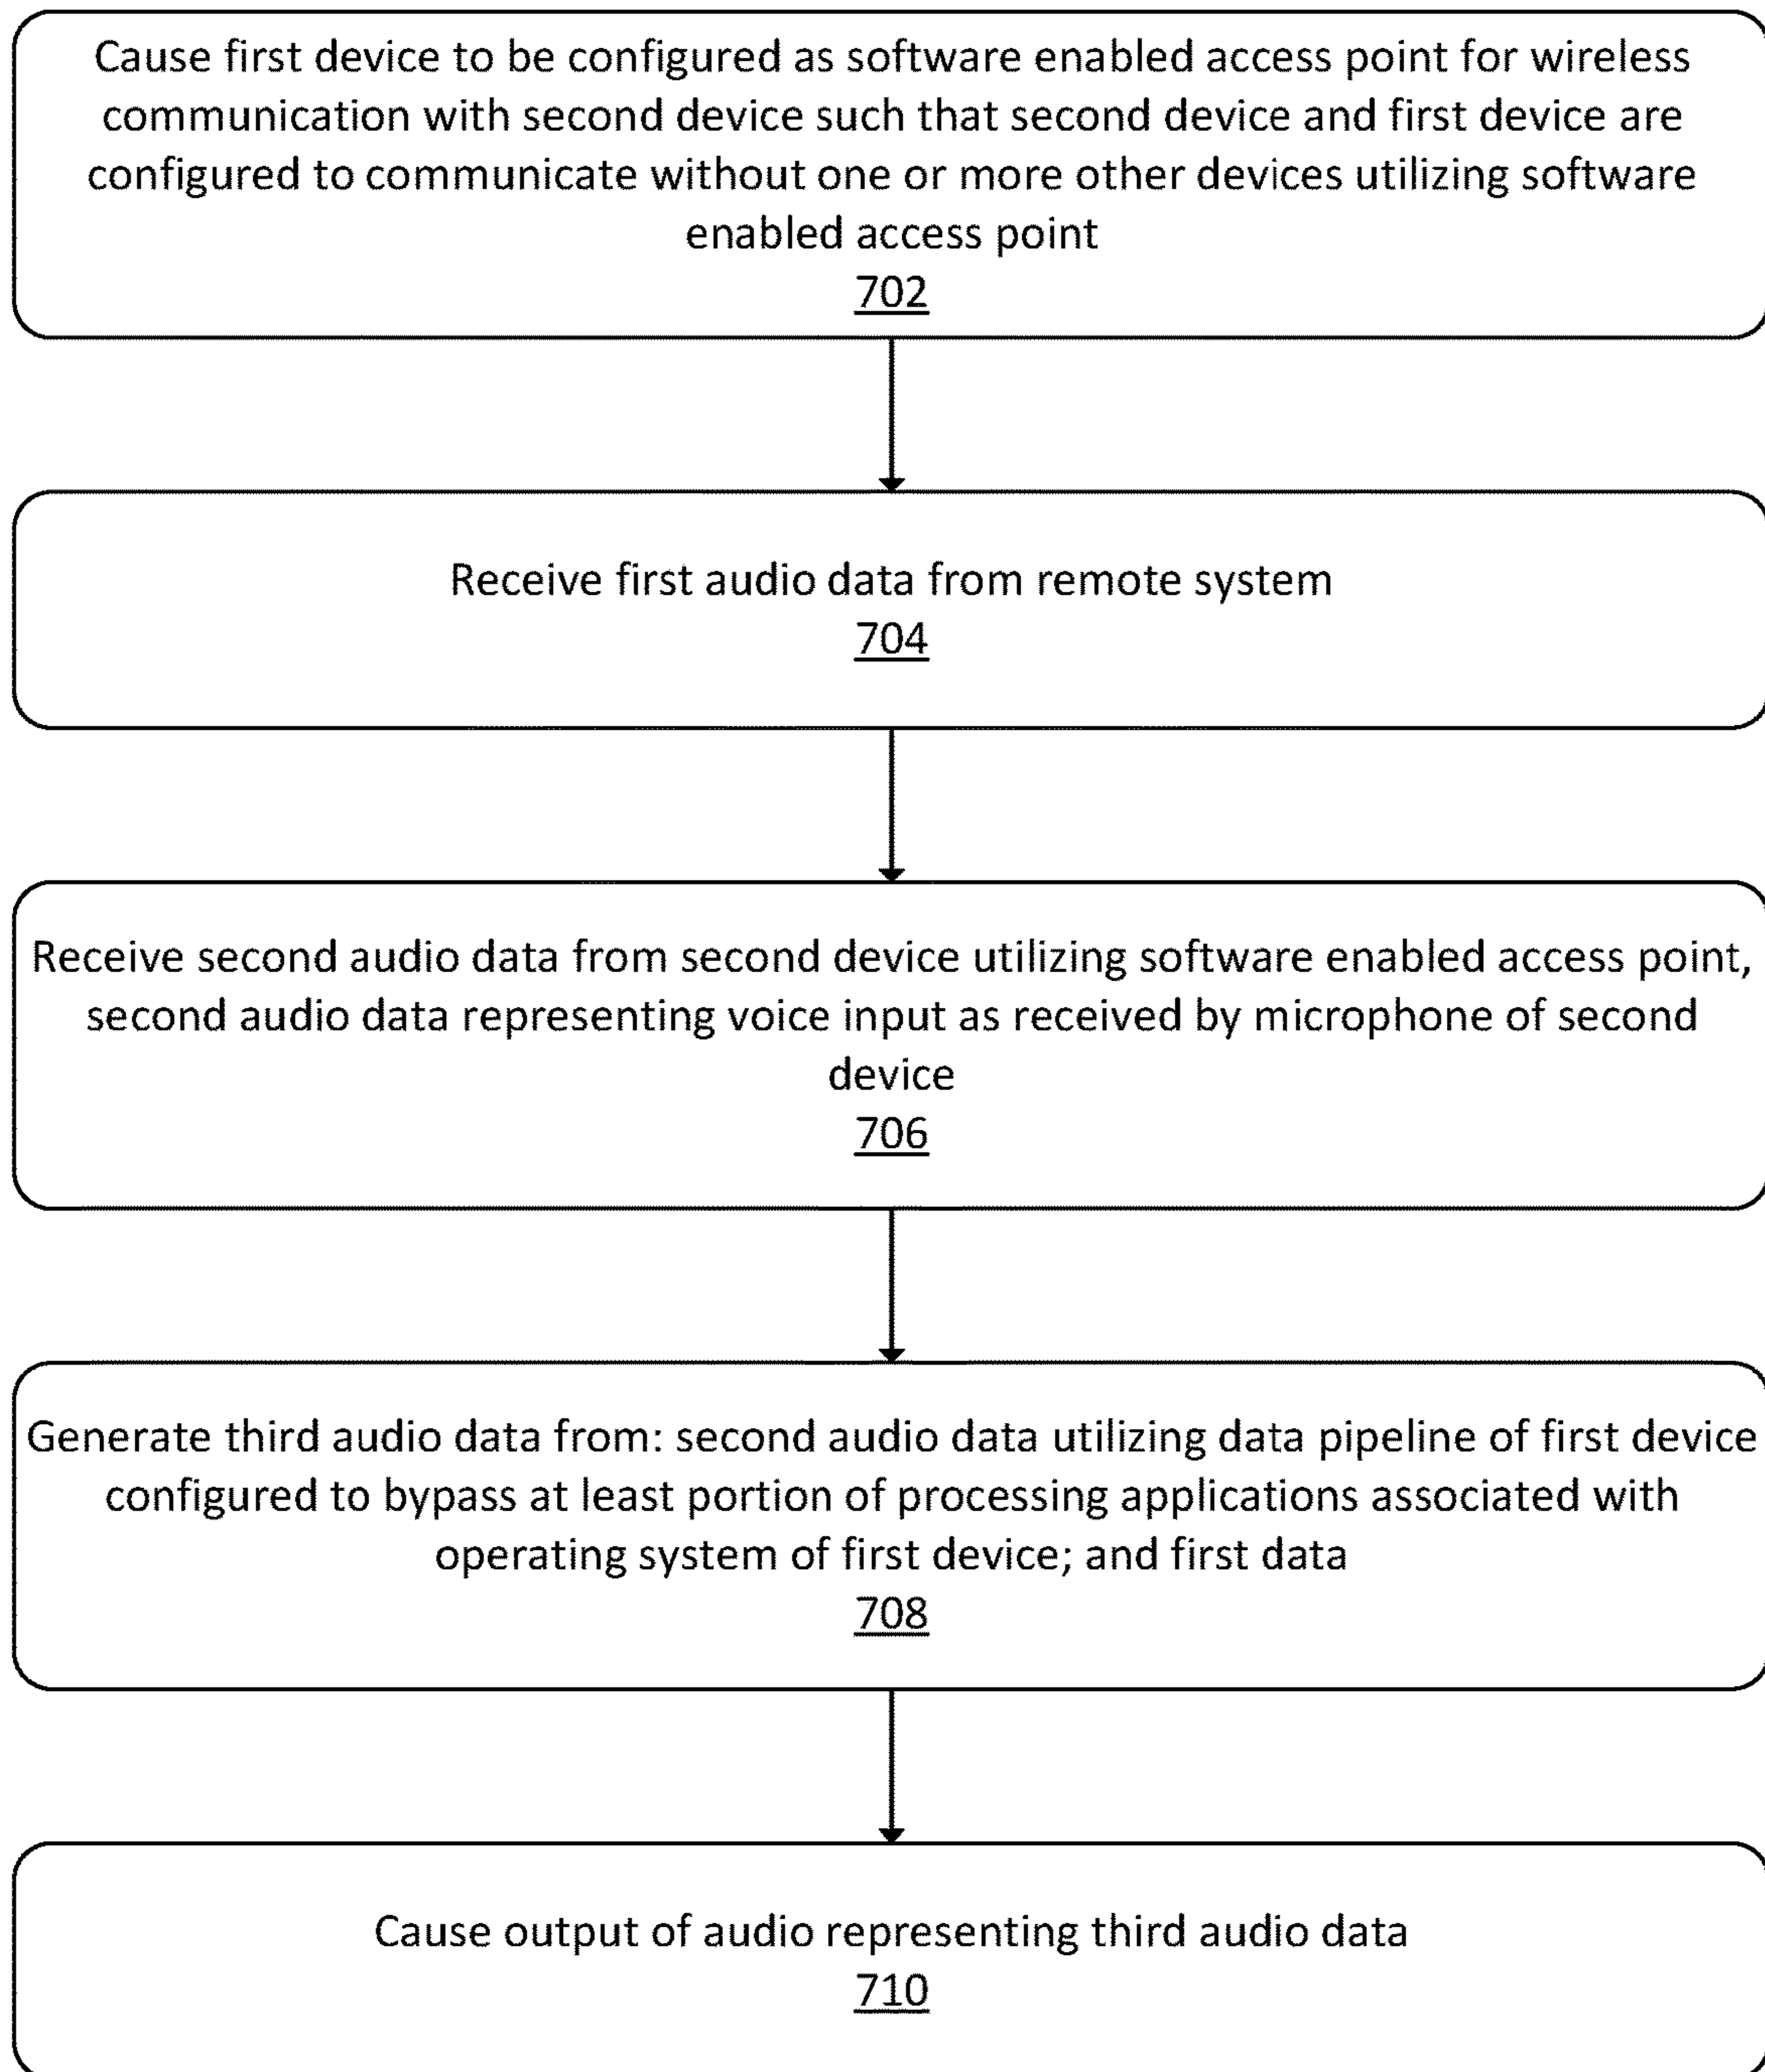 Cause first device to be configured as software enabled access point for wireless
communication with second device such that second device and first device are
configured to communicate without one or more other devices utilizing software
enabled access point
702
Receive first audio data from remote system
704
Receive second audio data from second device utilizing software enabled access point,
second audio data representing voice input as received by microphone of second
device
706
Generate third audio data from: second audio data utilizing data pipeline of first device
configured to bypass at least portion of processing applications associated with
operating system of first device; and first data
708
Cause output of audio representing third audio data
710